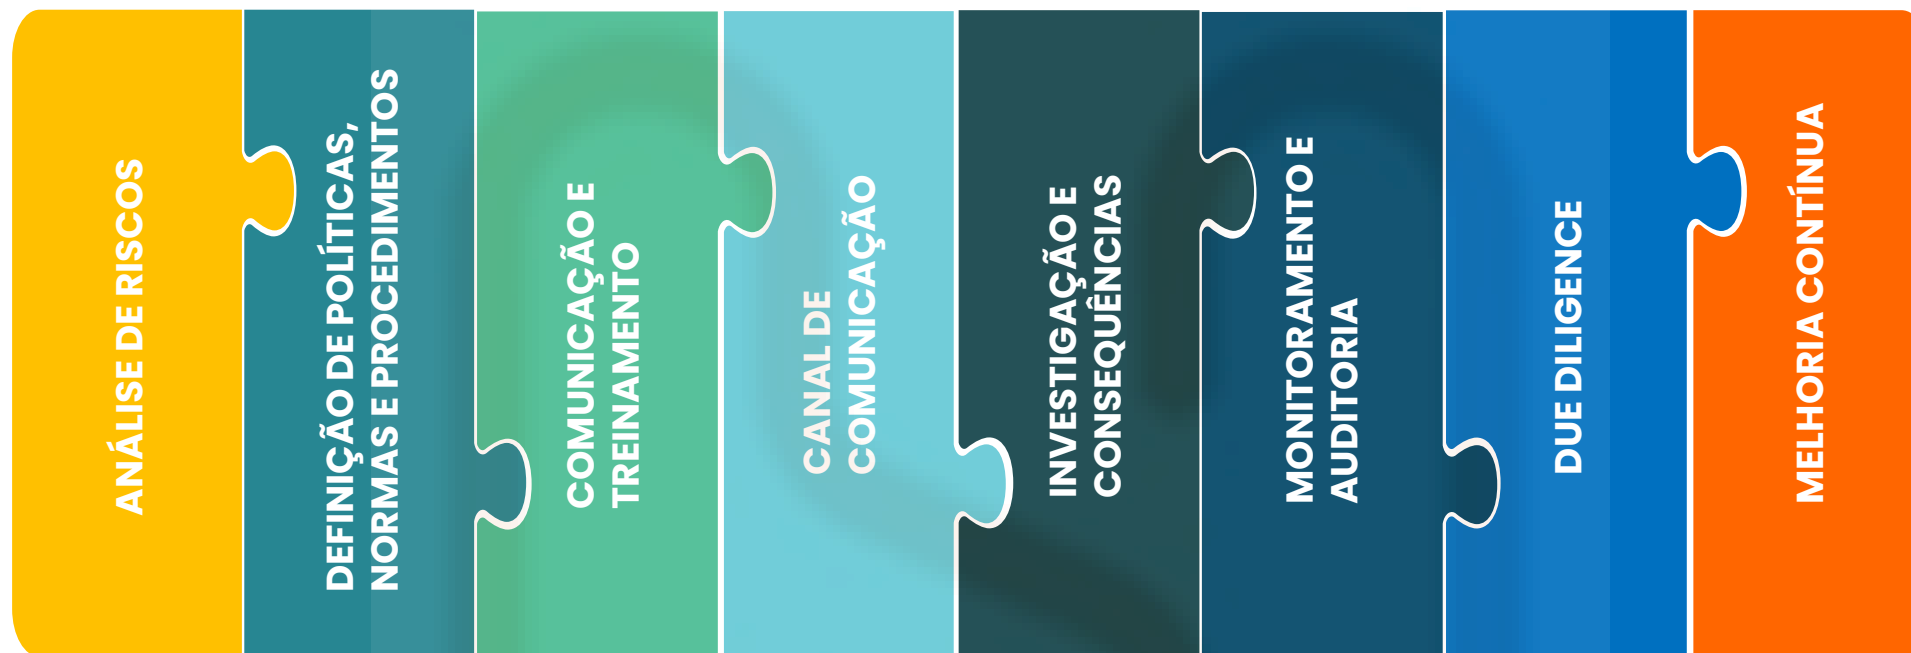 ANÁLISE DE RISCOS
DEFINIÇÃO DE POLÍTICAS,
NORMAS E PROCEDIMENTOS
COMUNICAÇÃO E
TREINAMENTO
CANAL DE
COMUNICAÇÃO
INVESTIGAÇÃO E
CONSEQUÊNCIAS
MONITORAMENTO E
AUDITORIA
DUE DILIGENCE
MELHORIA CONTÍNUA